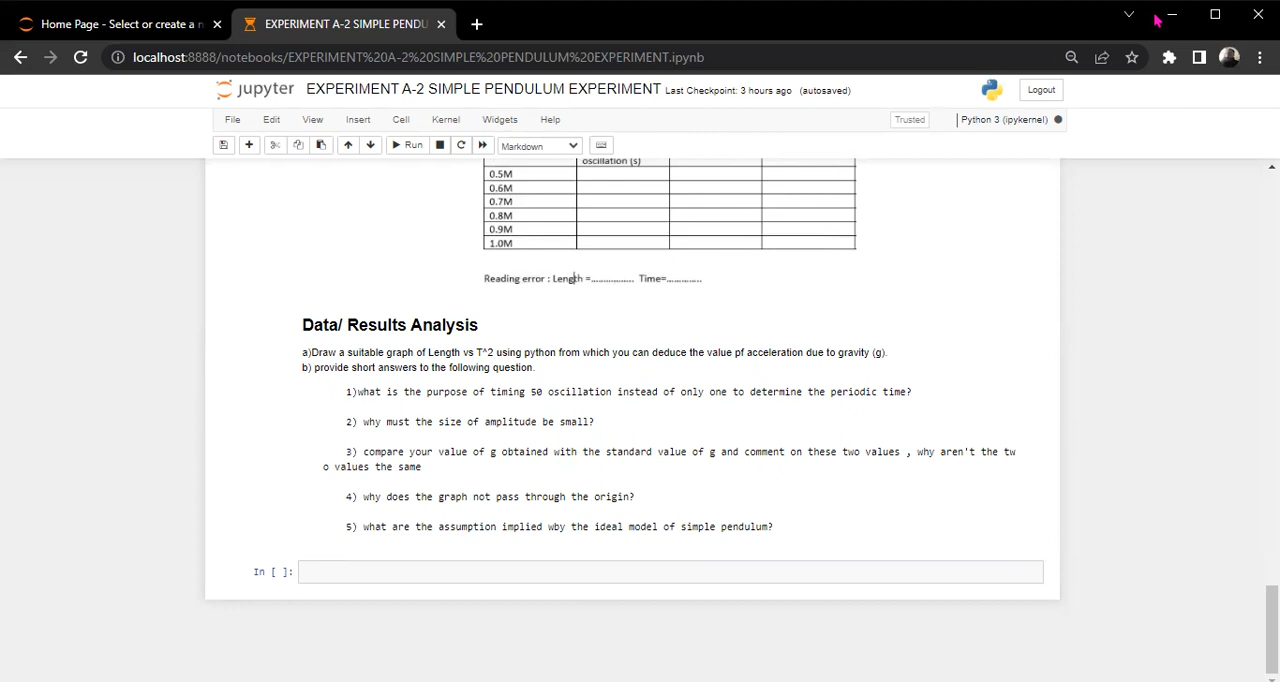 Home Page - Select or create a n
EXPERIMENT A-2 SIMPLE PENDU
localhost:8888/notebooks/EXPERIMENT%20A-2%20SIMPLE%20PENDULUM%20EXPERIMENT.ipynb
jupyter EXPERIMENT A-2 SIMPLE PENDULUM EXPERIMENT Last Checkpoint: 3 hours ago (autosaved)
Logout
File Edit View Insert Cell Kernel Widgets Help
Trusted Python 3 (ipykernel)
Run Markdown
oscillation (s)
0.5M
0.6M
0.7M
0.8M
0.9M
1.0M
Reading error : Length =................ Time=.............
Data/ Results Analysis
a)Draw a suitable graph of Length vs T^2 using python from which you can deduce the value pf acceleration due to gravity (g).
b) provide short answers to the following question.
1)what is the purpose of timing 50 oscillation instead of only one to determine the periodic time?
2) why must the size of amplitude be small?
3) compare your value of g obtained with the standard value of g and comment on these two values , why aren't the tw
o values the same
4) why does the graph not pass through the origin?
5) what are the assumption implied wby the ideal model of simple pendulum?
In [ ]: